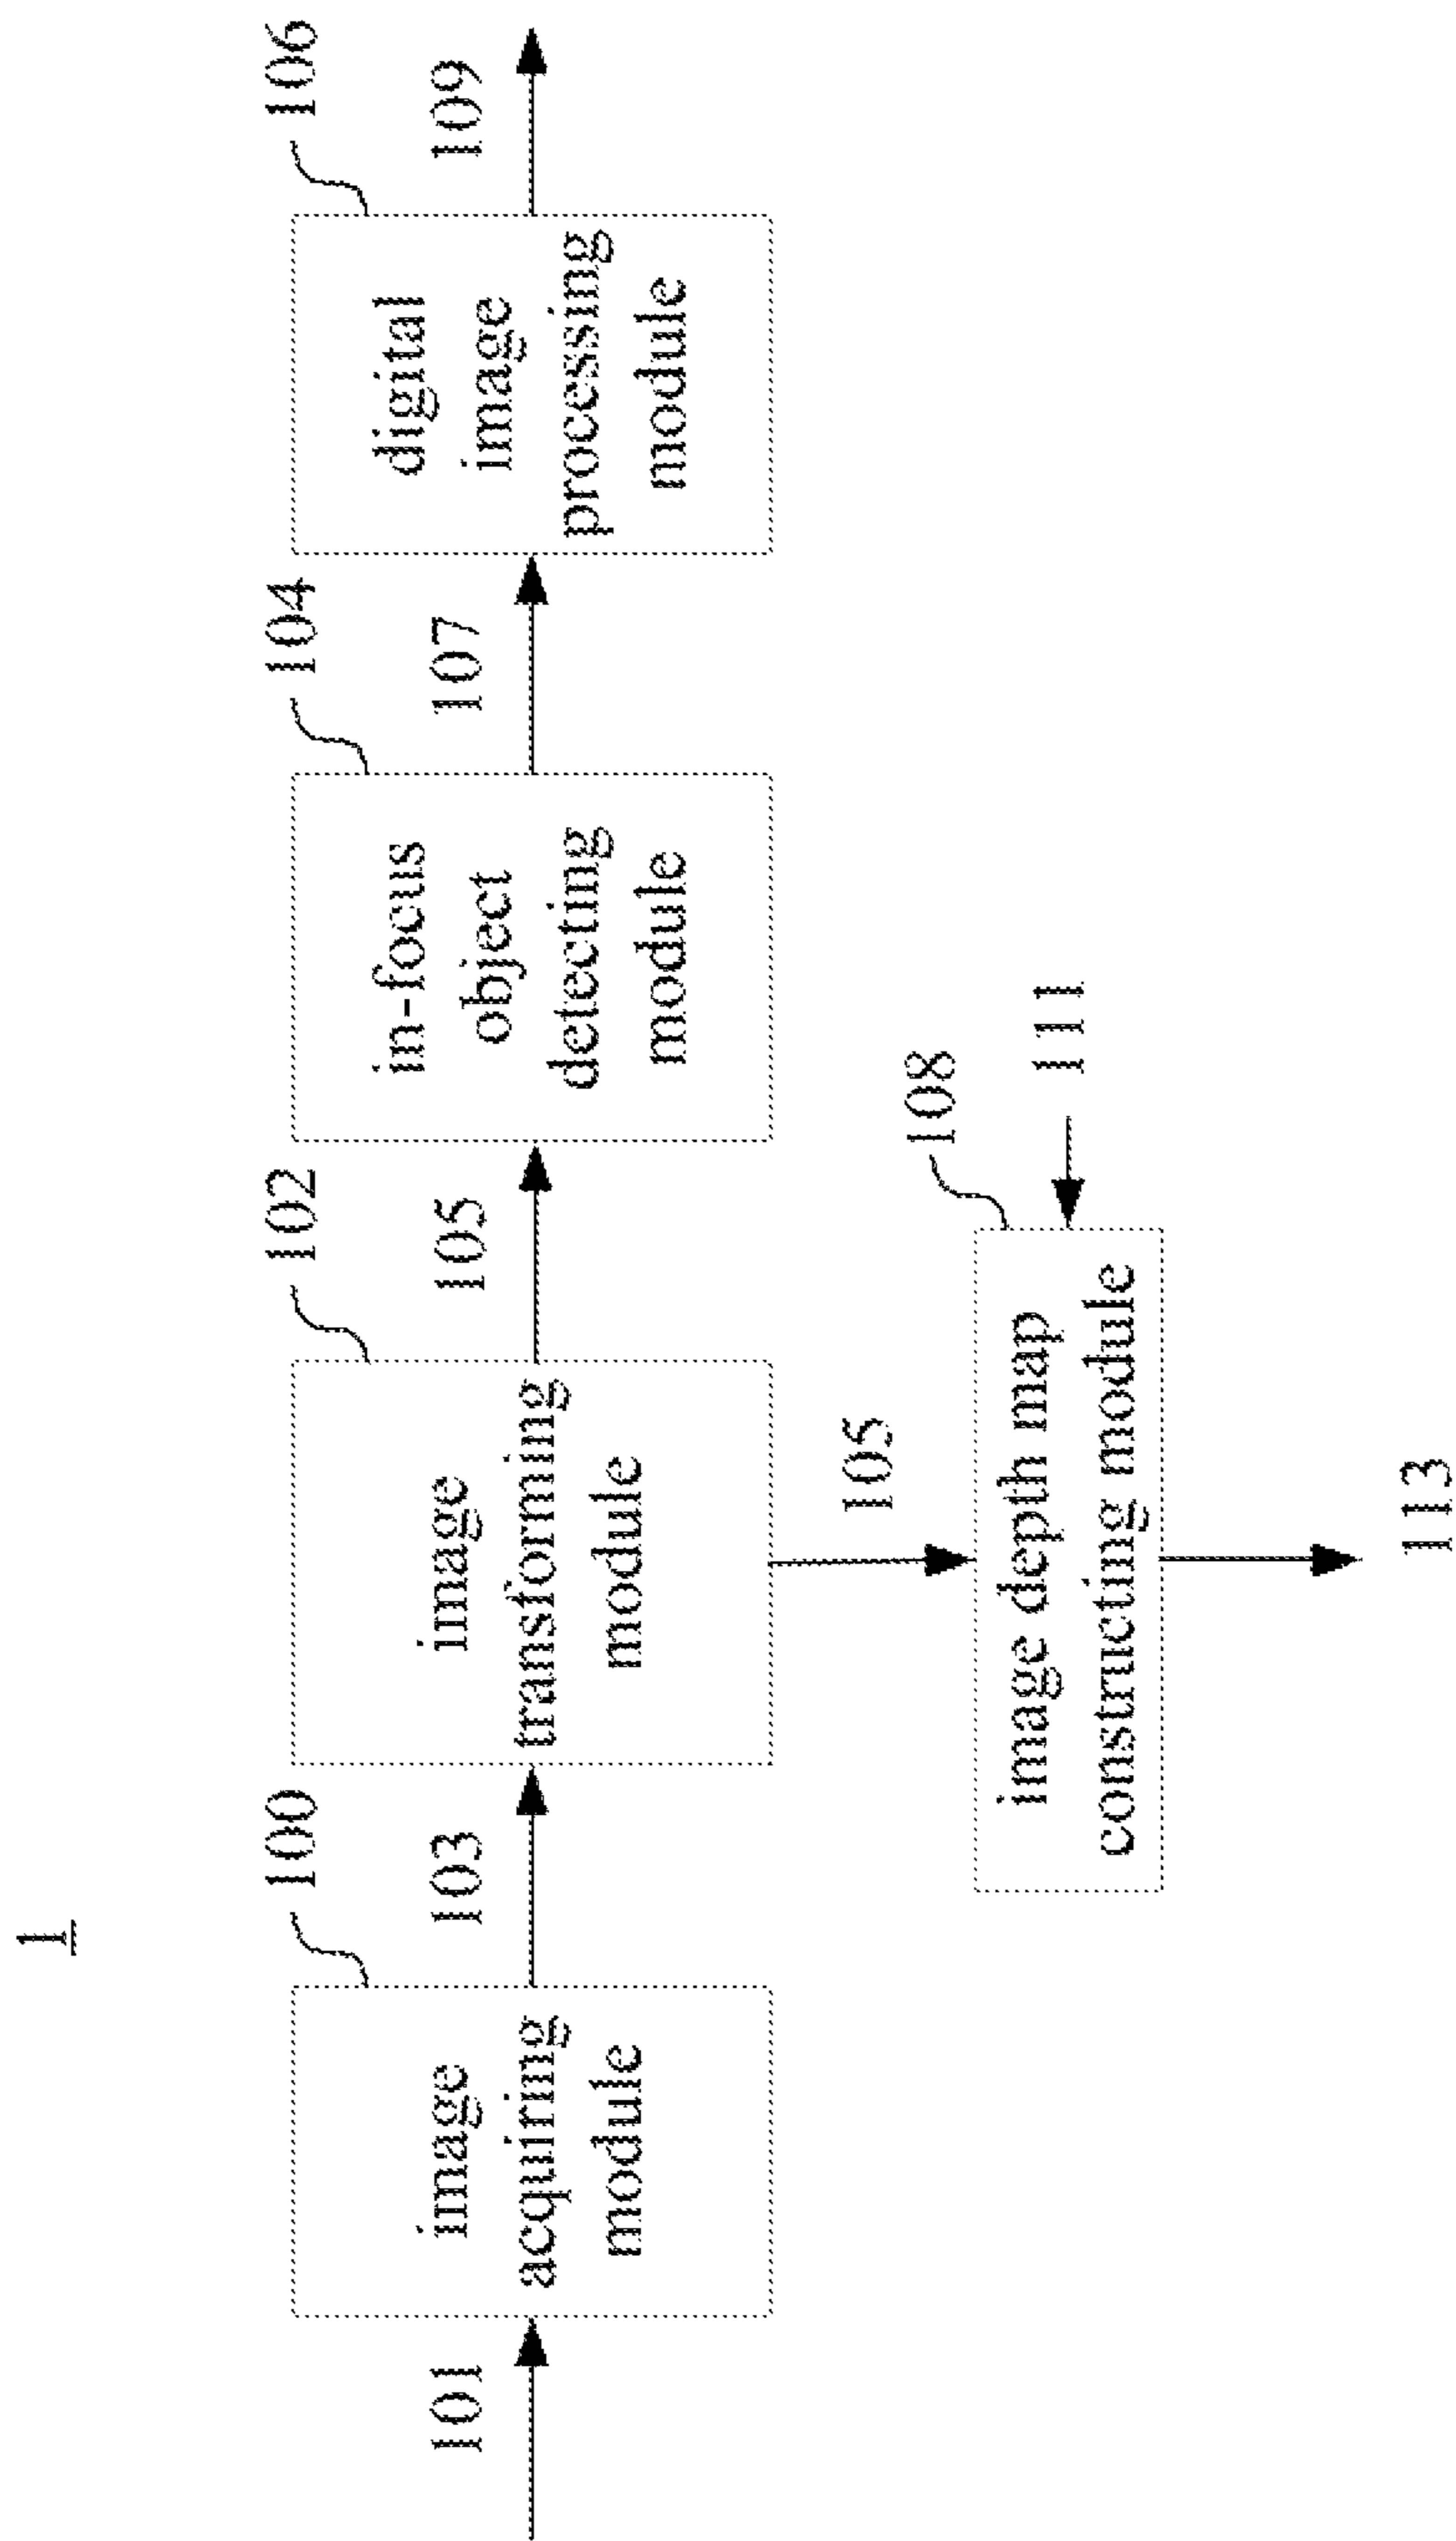 1
100
102
104
106
101
image
acquiring
module
103
image
transforming
module
105
in-focus
object
detecting
module
107
digital
image
processing
module
109
105
108
image depth map
constructing module
111
113